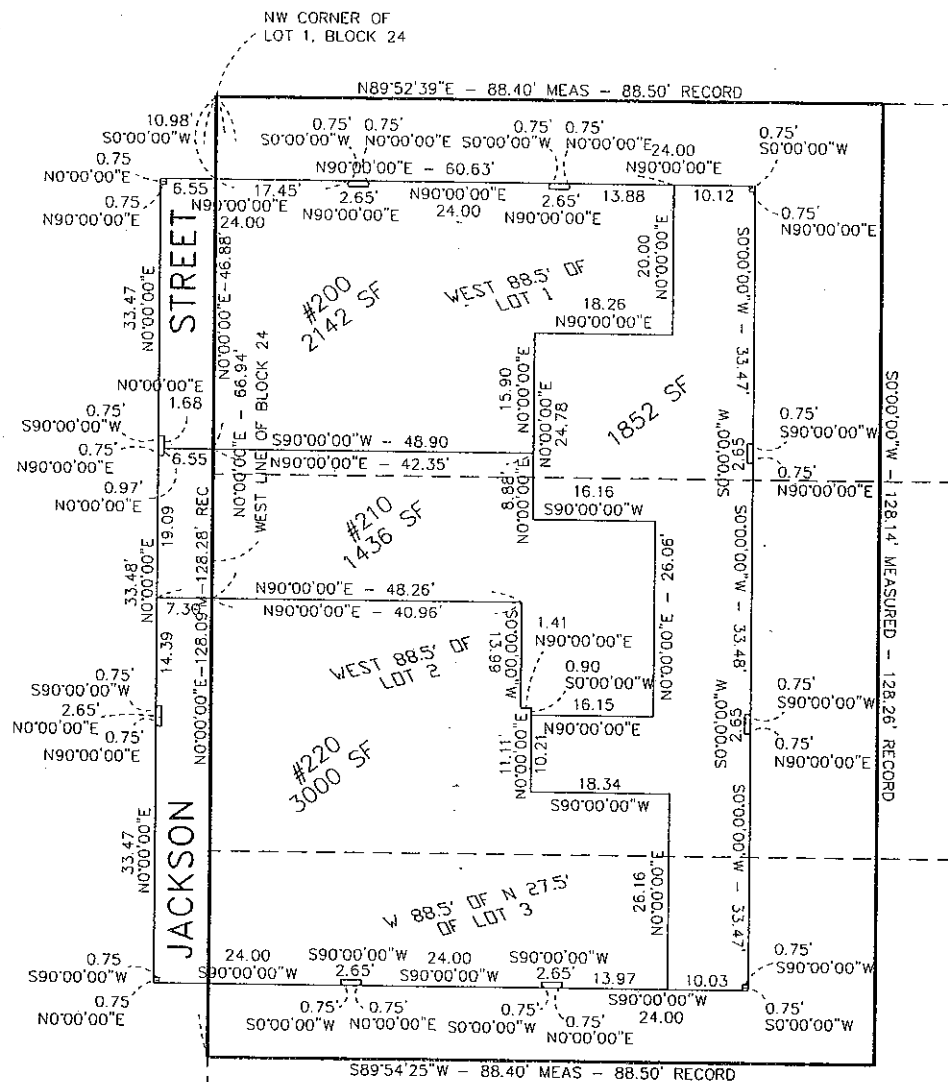 NW CORNER OF
LOT 1, BLOCK 24
N89°52'39"E - 88.40' MEAS - 88.50' RECORD
10.98'
S0°00'00"W
0.75'
S0°00'00"W
0.75'
N0°00'00"E
0.75'
S0°00'00"W
0.75'
N0°00'00"E
24.00
N90°00'00"E
0.75'
S0°00'00"W
0.75
N0°00'00"E
N90°00'00"E - 60.63'
0.75
N90°00'00"E
6.55
17.45'
N90°00'00"E
24.00
2.65'
N90°00'00"E
N90°00'00"E
24.00
2.65'
N90°00'00"E
13.88
10.12
0.75'
N90°00'00"E
33.47
N0°00'00"E
STREET
N0°00'00"E-46.88'
#200
2142 SF
WEST 88.5' OF
LOT 1
20.00
N0°00'00"E
18.26
N90°00'00"E
S0°00'00"W - 33.47'
N0°00'00"E - 66.94'
WEST LINE OF BLOCK 24
15.90
N0°00'00"E
N0°00'00"E
24.78
1852 SF
N0°00'00"E
1.68
0.75'
S90°00'00"W
0.75'
N90°00'00"E
6.55
S90°00'00"W - 48.90
N90°00'00"E - 42.35'
0.97'
N0°00'00"E
2.65
S0°00'00"W
0.75'
S90°00'00"W
0.75'
N90°00'00"E
S0°00'00"W - 128.14' MEASURED - 128.26' RECORD
8.88'
N0°00'00"E
16.16
S90°00'00"W
#210
1436 SF
19.09
33.48'
N0°00'00"E
N0°00'00"E-128.09'M-128.28' REC
N0°00'00"E - 26.06'
S0°00'00"W - 33.48'
7.30
N90°00'00"E - 48.26'
N90°00'00"E - 40.96'
S0°00'00"W
13.99
1.41
N90°00'00"E
0.90
S0°00'00"W
14.39
WEST 88.5' OF
LOT 2
0.75'
S90°00'00"W
2.65'
N0°00'00"E
0.75'
N90°00'00"E
16.15
N90°00'00"E
2.65
S0°00'00"W
0.75'
S90°00'00"W
0.75'
N90°00'00"E
#220
3000 SF
11.11'
N0°00'00"E
10.21
18.34
S90°00'00"W
33.47
N0°00'00"E
JACKSON
26.16
N0°00'00"E
S0°00'00"W - 33.47'
W 88.5' OF N 27.5'
OF LOT 3
0.75
S90°00'00"W
0.75
N0°00'00"E
24.00
S90°00'00"W
S90°00'00"W
2.65'
24.00
S90°00'00"W
S90°00'00"W
2.65'
13.97
10.03
S90°00'00"W
24.00
0.75'
S90°00'00"W
0.75'
S0°00'00"W
0.75'
S0°00'00"W
0.75'
N0°00'00"E
0.75'
S0°00'00"W
0.75'
N0°00'00"E
S89°54'25"W - 88.40' MEAS - 88.50' RECORD